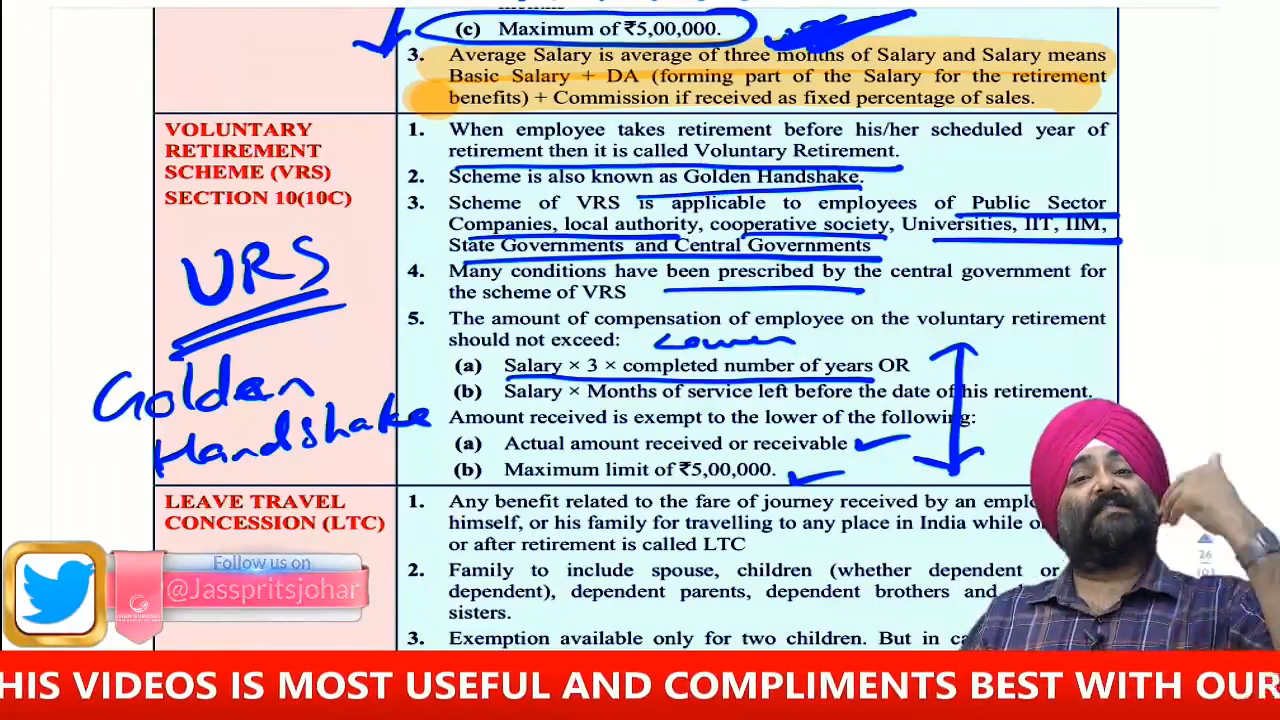 (c) Maximum of ₹5,00,000.
3. Average Salary is average of three months of Salary and Salary means
Basic Salary + DA (forming part of the Salary for the retirement
benefits) + Commission if received as fixed percentage of sales.
VOLUNTARY
RETIREMENT
SCHEME (VRS)
SECTION 10(10C)
VRS
Golden
Handshake
1. When employee takes retirement before his/her scheduled year of
retirement then it is called Voluntary Retirement.
2. Scheme is also known as Golden Handshake.
3. Scheme of VRS is applicable to employees of Public Sector
Companies, local authority, cooperative society, Universities, IIT, IIM,
State Governments and Central Governments
4. Many conditions have been prescribed by the central government for
the scheme of VRS
5. The amount of compensation of employee on the voluntary retirement
should not exceed: Lower
(a) Salary × 3 × completed number of years OR
(b) Salary × Months of service left before the date of his retirement.
Amount received is exempt to the lower of the following:
(a) Actual amount received or receivable
(b) Maximum limit of ₹5,00,000.
LEAVE TRAVEL
CONCESSION (LTC)
1. Any benefit related to the fare of journey received by an
himself, or his family for travelling to any place in India while
or after retirement is called LTC
2. Family to include spouse, children (whether dependent or
dependent), dependent parents, dependent brothers and
sisters.
3. Exemption available only for two children. But in
26
Follow us on
@Jasspritsjohar
HIS VIDEOS IS MOST USEFUL AND COMPLIMENTS BEST WITH OUR